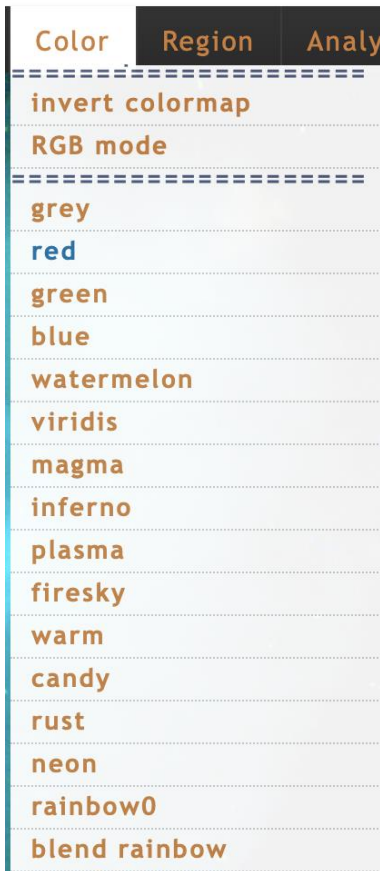 Color Region Analy
=====================
invert colormap
RGB mode
=====================
grey
red
green
blue
watermelon
viridis
magma
inferno
plasma
firesky
warm
candy
rust
neon
rainbow0
blend rainbow